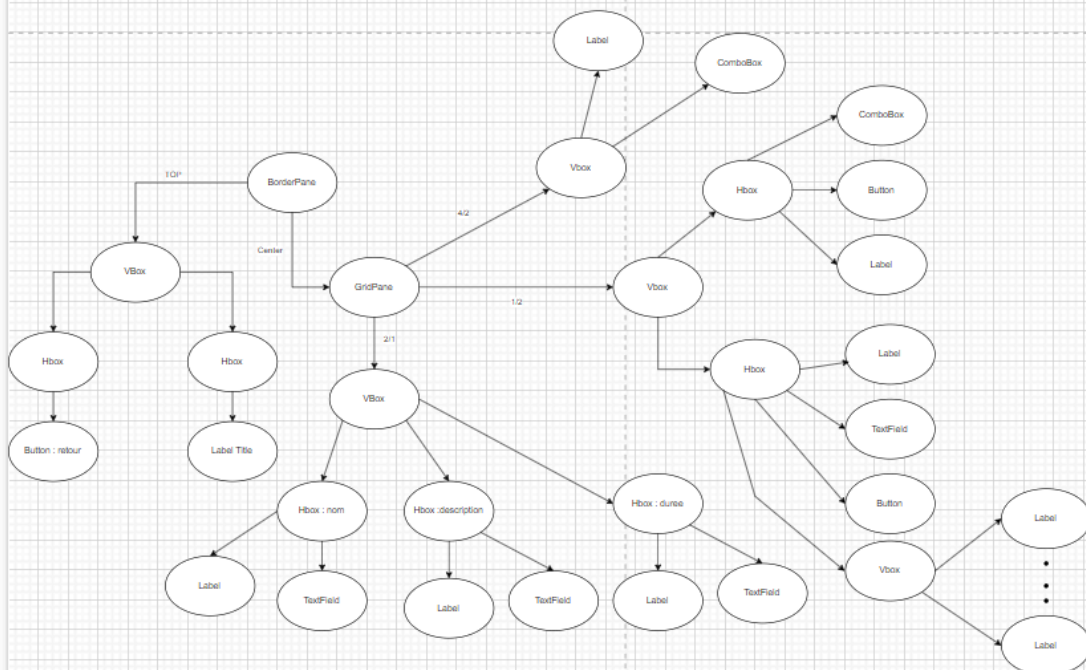 Label
ComboBox
ComboBox
Vbox
TOP
BorderPane
Hbox
Button
4/2
Center
Label
VBox
GridPane
Vbox
1/2
2/1
Hbox
Hbox
Label
Hbox
VBox
TextField
Button : retour
Label Title
Hbox : nom
Hbox :description
Hbox : duree
Button
Label
Vbox
Label
TextField
Label
TextField
Label
TextField
Label